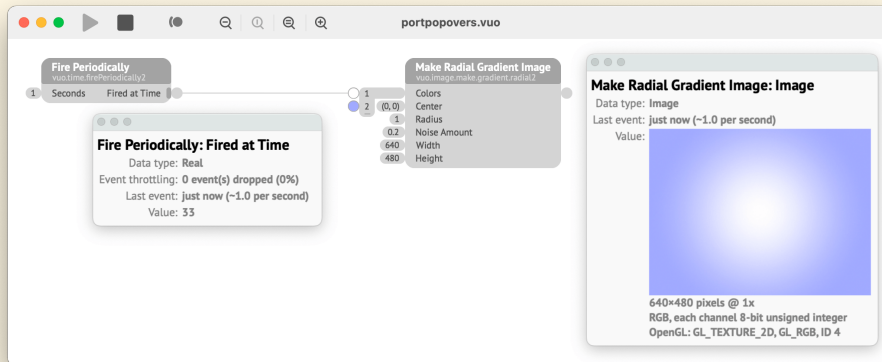 portpopovers.vuo
Fire Periodically
vuo.time.firePeriodically2
1 Seconds Fired at Time
Make Radial Gradient Image
vuo.image.make.gradient.radial2
1 Colors
2 (0, 0) Center
1 Radius
0.2 Noise Amount
640 Width
480 Height
Fire Periodically: Fired at Time
Data type: Real
Event throttling: 0 event(s) dropped (0%)
Last event: just now (~1.0 per second)
Value: 33
Make Radial Gradient Image: Image
Data type: Image
Last event: just now (~1.0 per second)
Value:
640×480 pixels @ 1x
RGB, each channel 8-bit unsigned integer
OpenGL: GL_TEXTURE_2D, GL_RGB, ID 4